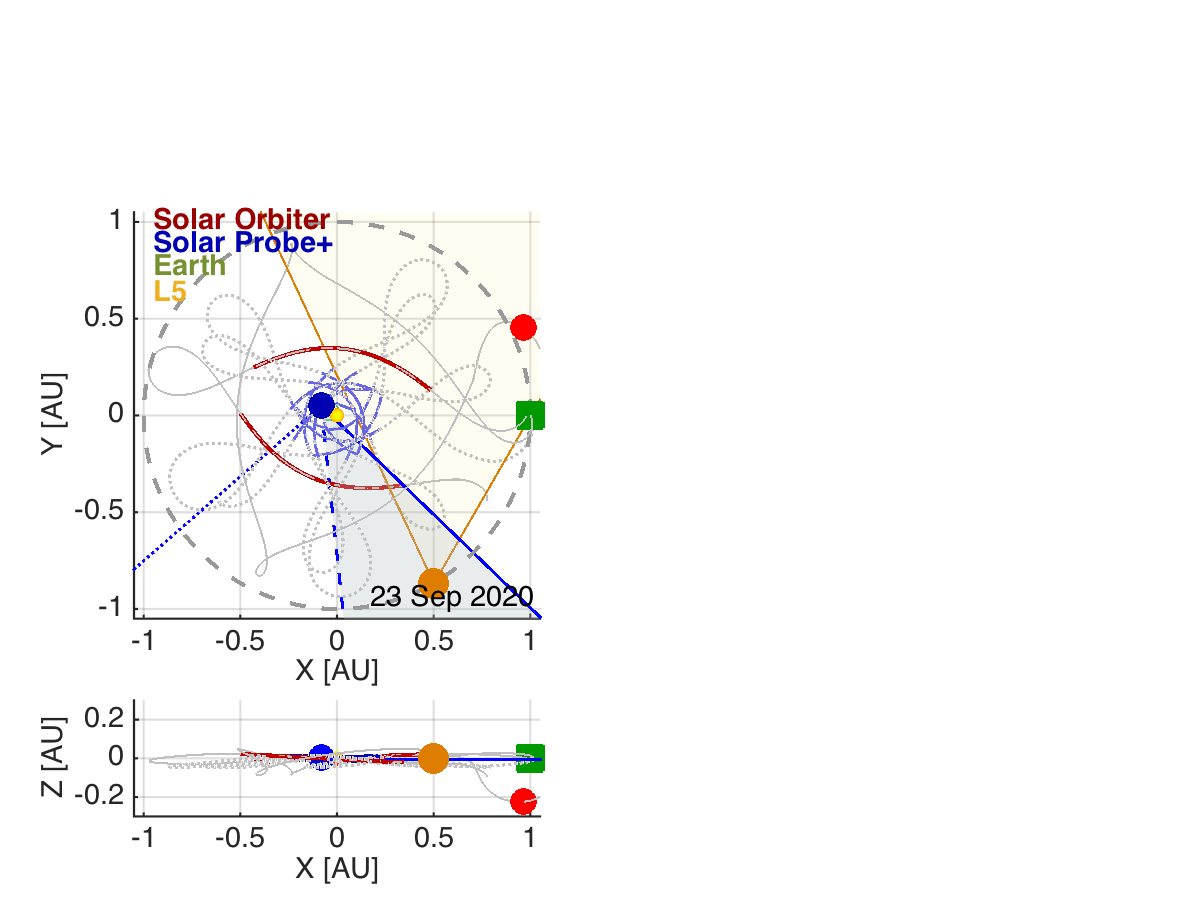 Solar Orbiter
Solar Probe+
Earth
L5
1
0.5
0
-0.5
-1
Y [AU]
23 Sep 2020
-1 -0.5 0 0.5 1
X [AU]
0.2
0
-0.2
Z [AU]
-1 -0.5 0 0.5 1
X [AU]